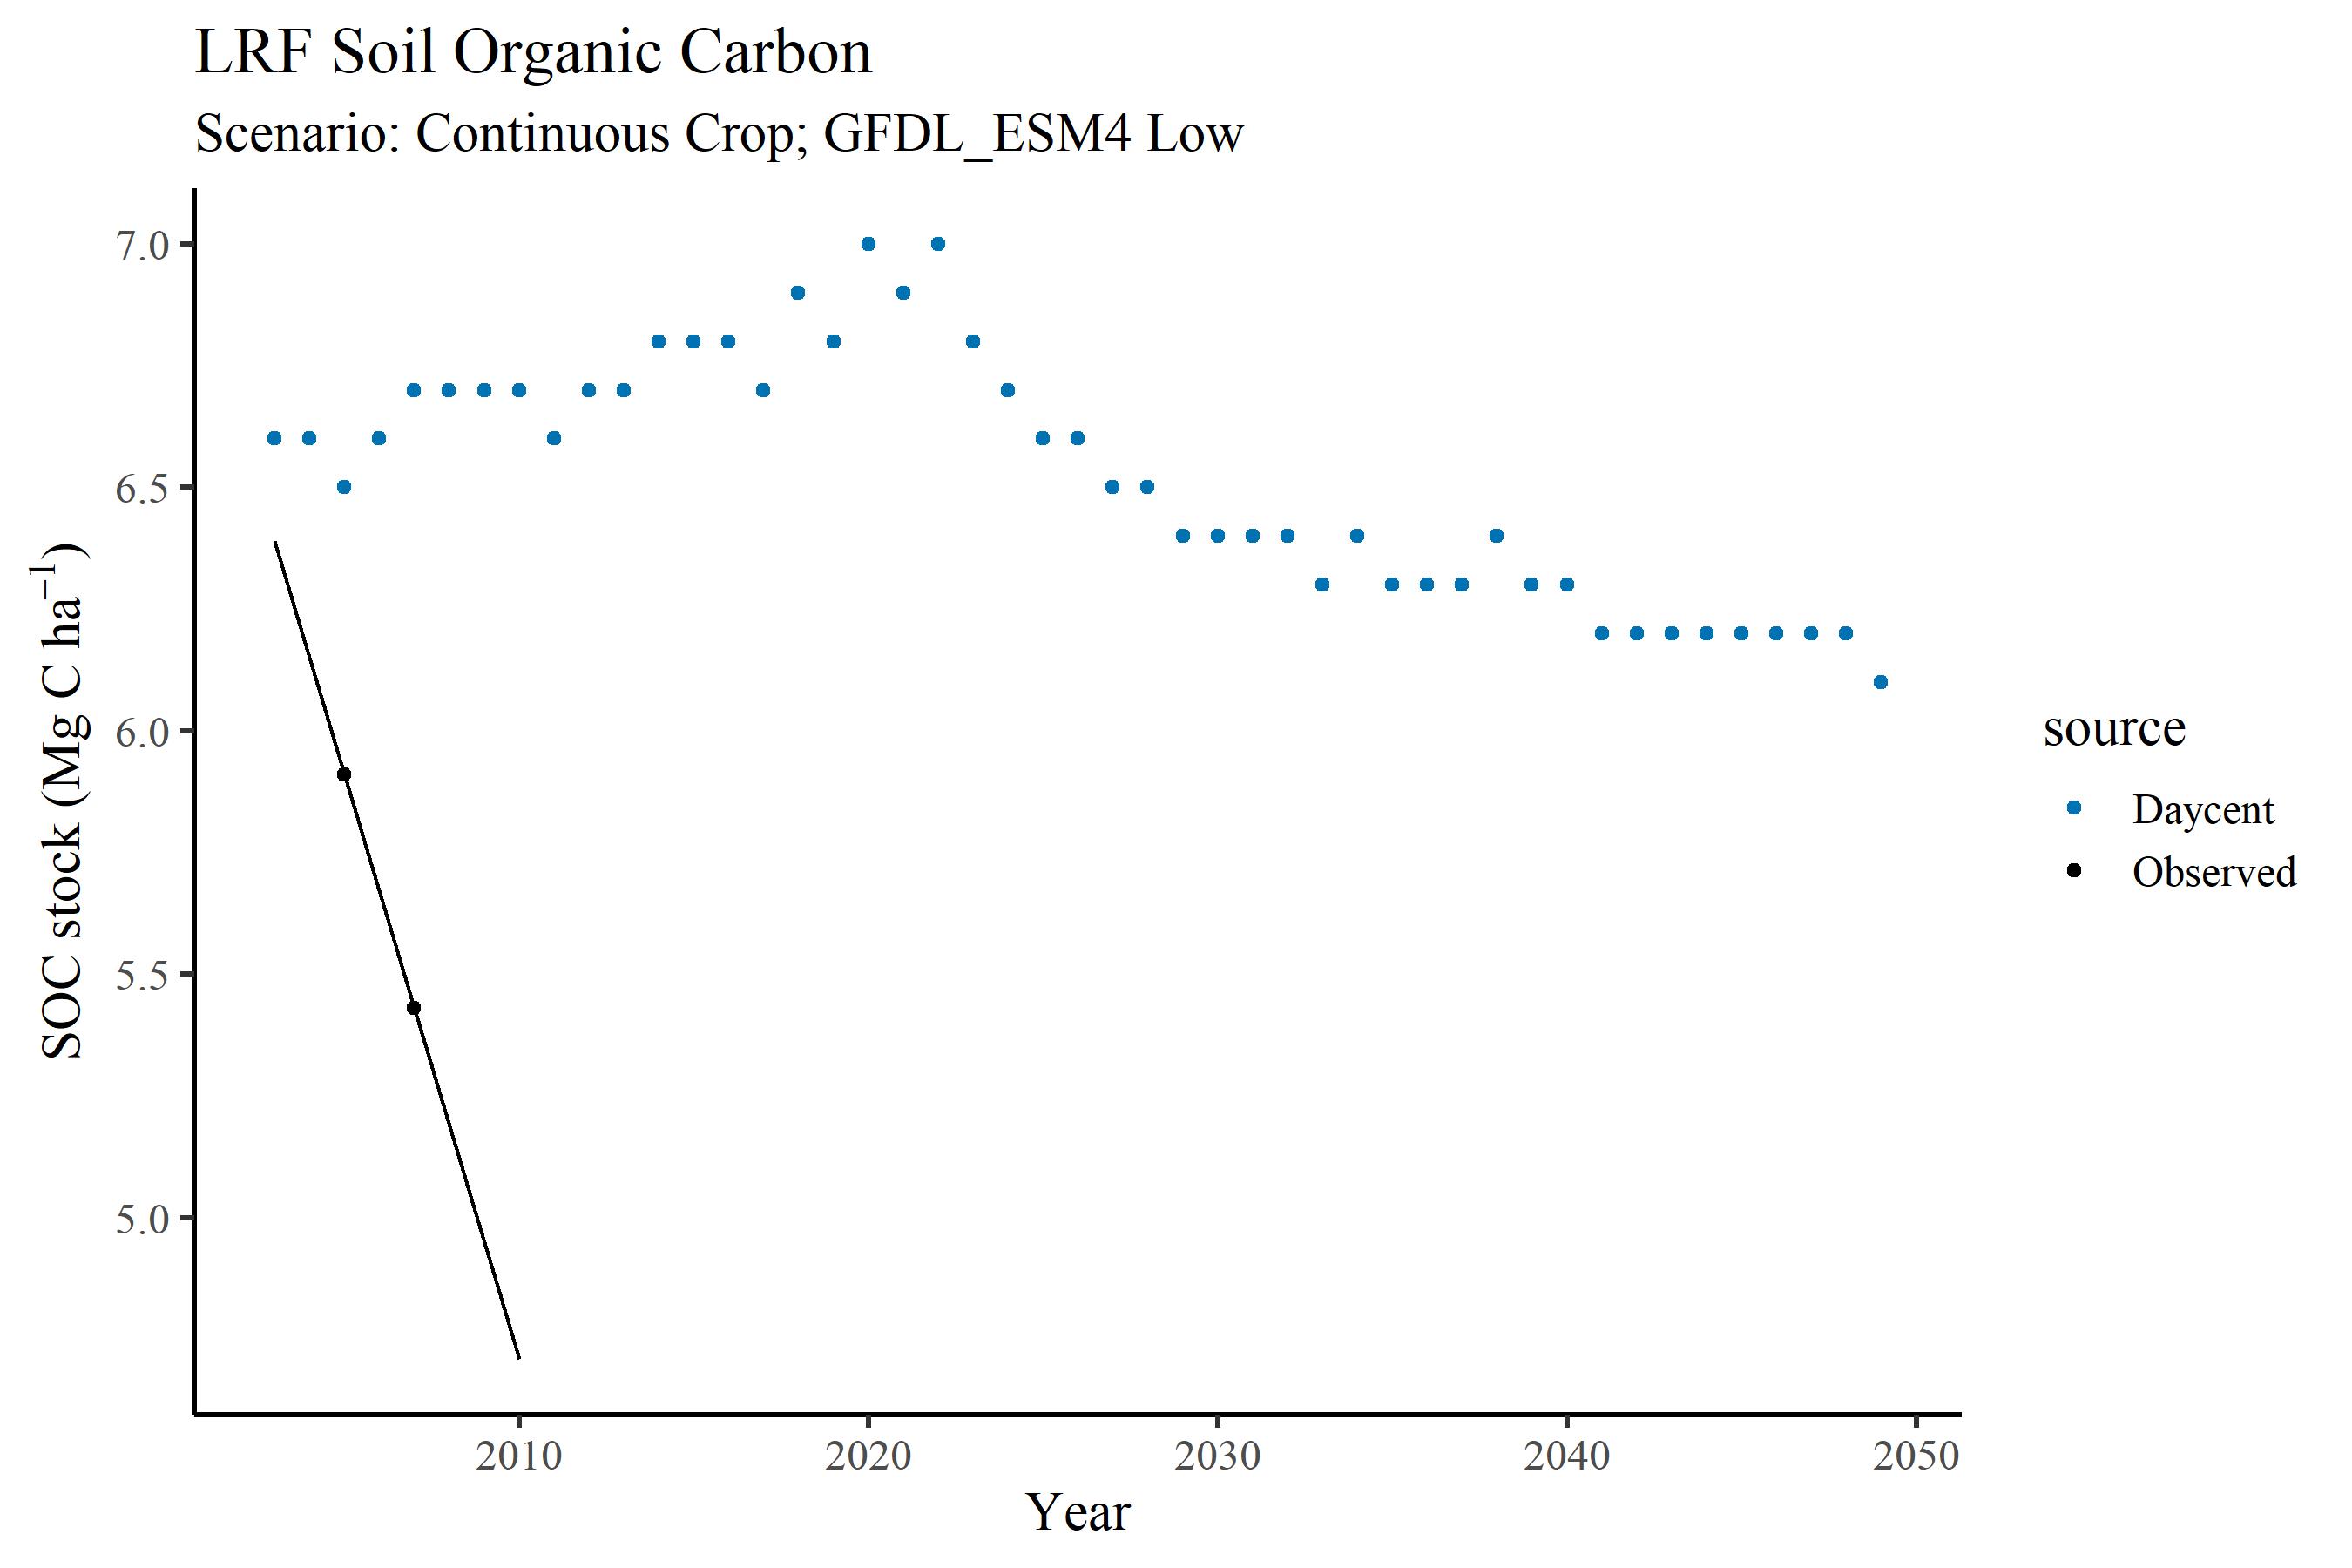 LRF Soil Organic Carbon
Scenario: Continuous Crop; GFDL_ESM4 Low
SOC stock (Mg C ha⁻¹)
7.0
6.5
6.0
5.5
5.0
2010 2020 2030 2040 2050
Year
source
Daycent
Observed